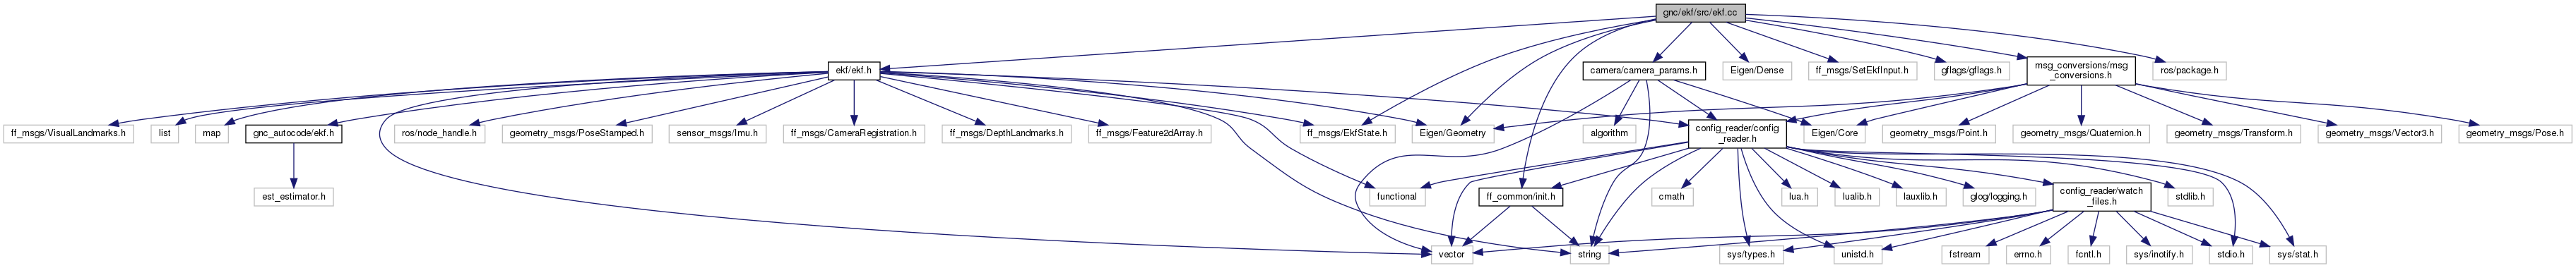 gnc/ekf/src/ekf.cc
ekf/ekf.h
camera/camera_params.h
Eigen/Dense
ff_msgs/SetEkfInput.h
gflags/gflags.h
msg_conversions/msg
_conversions.h
ros/package.h
ff_msgs/VisualLandmarks.h
list
map
gnc_autocode/ekf.h
ros/node_handle.h
geometry_msgs/PoseStamped.h
sensor_msgs/Imu.h
ff_msgs/CameraRegistration.h
ff_msgs/DepthLandmarks.h
ff_msgs/Feature2dArray.h
ff_msgs/EkfState.h
Eigen/Geometry
algorithm
config_reader/config
_reader.h
Eigen/Core
geometry_msgs/Point.h
geometry_msgs/Quaternion.h
geometry_msgs/Transform.h
geometry_msgs/Vector3.h
geometry_msgs/Pose.h
est_estimator.h
functional
ff_common/init.h
cmath
lua.h
lualib.h
lauxlib.h
glog/logging.h
config_reader/watch
_files.h
stdlib.h
vector
string
sys/types.h
unistd.h
fstream
errno.h
fcntl.h
sys/inotify.h
stdio.h
sys/stat.h